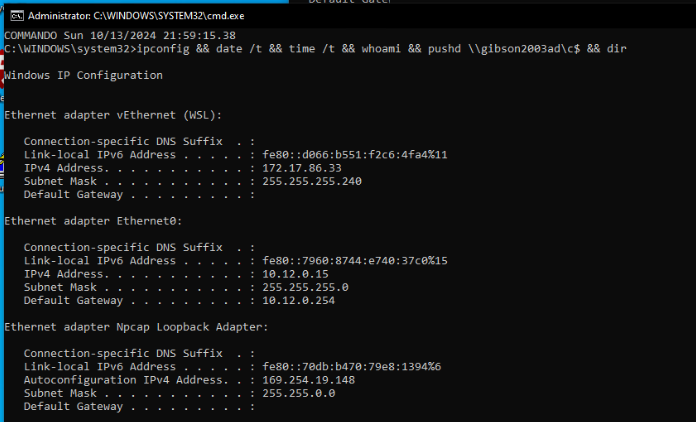 Administrator: C:\WINDOWS\SYSTEM32\cmd.exe
COMMANDO Sun 10/13/2024 21:59:15.38
C:\WINDOWS\system32>ipconfig && date /t && time /t && whoami && pushd \\gibson2003ad\c$ && dir
Windows IP Configuration
Ethernet adapter vEthernet (WSL):
Connection-specific DNS Suffix  . :
Link-local IPv6 Address . . . . . : fe80::d066:b551:f2c6:4fa4%11
IPv4 Address. . . . . . . . . . . : 172.17.86.33
Subnet Mask . . . . . . . . . . . : 255.255.255.240
Default Gateway . . . . . . . . . :
Ethernet adapter Ethernet0:
Connection-specific DNS Suffix  . :
Link-local IPv6 Address . . . . . : fe80::7960:8744:e740:37c0%15
IPv4 Address. . . . . . . . . . . : 10.12.0.15
Subnet Mask . . . . . . . . . . . : 255.255.255.0
Default Gateway . . . . . . . . . : 10.12.0.254
Ethernet adapter Npcap Loopback Adapter:
Connection-specific DNS Suffix  . :
Link-local IPv6 Address . . . . . : fe80::70db:b470:79e8:1394%6
Autoconfiguration IPv4 Address. . : 169.254.19.148
Subnet Mask . . . . . . . . . . . : 255.255.0.0
Default Gateway . . . . . . . . . :